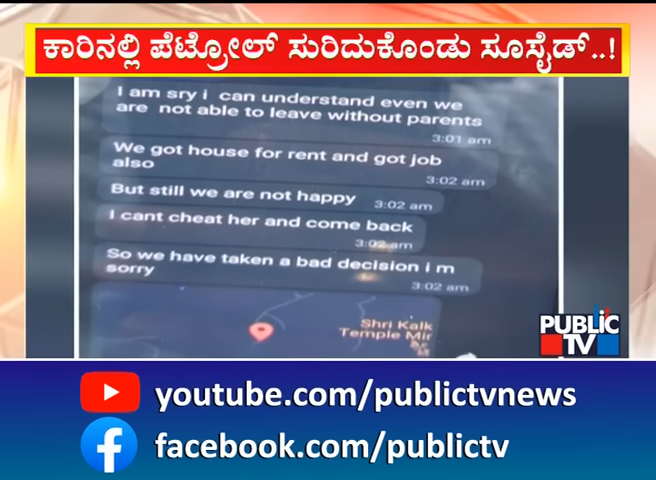 ಕಾರಿನಲ್ಲಿ ಪೆಟ್ರೋಲ್ ಸುರಿದುಕೊಂಡು ಸೂಸೈಡ್..!
I am sry i can understand even we
are not able to leave without parents
3:01 am
We got house for rent and got job
also
3:02 am
But still we are not happy 3:02 am
I cant cheat her and come back
3:02 am
So we have taken a bad decision i m
sorry
3:02 am
Shri Kalk
Temple Mir
PUBLIC
TV
youtube.com/publictvnews
facebook.com/publictv